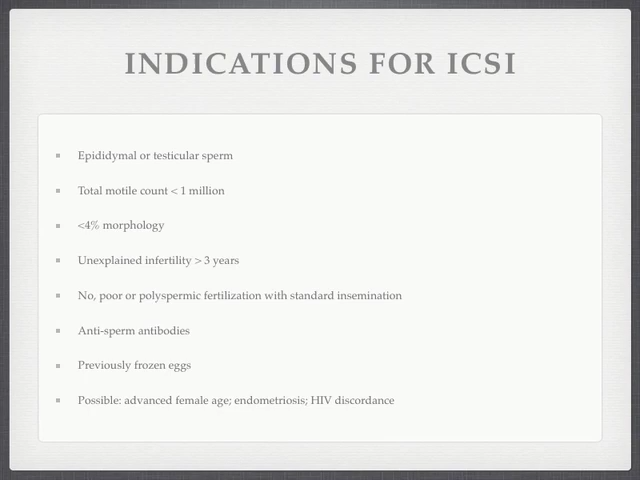 INDICATIONS FOR ICSI
Epididymal or testicular sperm
Total motile count < 1 million
<4% morphology
Unexplained infertility > 3 years
No, poor or polyspermic fertilization with standard insemination
Anti-sperm antibodies
Previously frozen eggs
Possible: advanced female age; endometriosis; HIV discordance